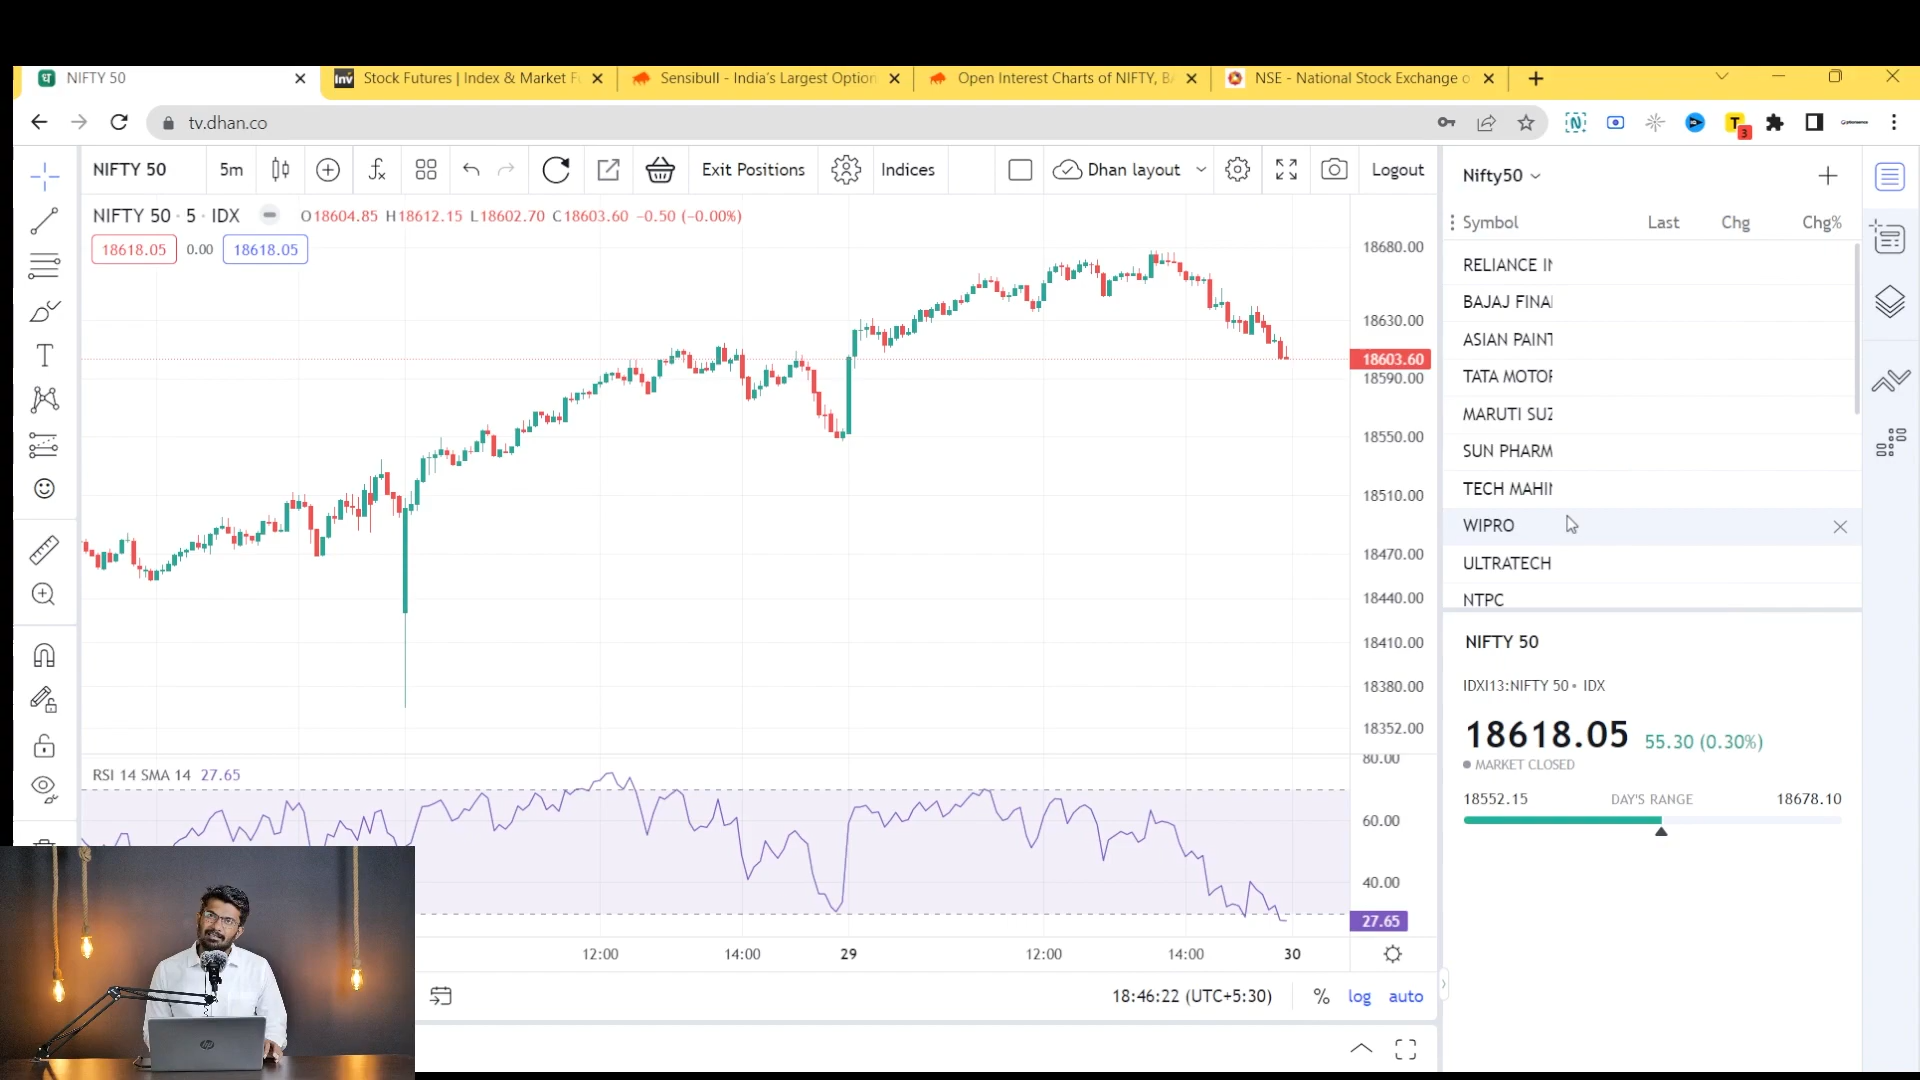 NIFTY 50
Stock Futures | Index & Market F
Sensibull - India's Largest Option
Open Interest Charts of NIFTY, BA
NSE - National Stock Exchange o
tv.dhan.co
T
3
NIFTY 50
5m
Exit Positions
Indices
Dhan layout
Logout
NIFTY 50 · 5 · IDX
O18604.85 H18612.15 L18602.70 C18603.60 −0.50 (−0.00%)
18618.05
0.00
18618.05
18680.00
18630.00
18603.60
18590.00
18550.00
18510.00
18470.00
18440.00
18410.00
18380.00
18352.00
RSI 14 SMA 14 27.65
80.00
60.00
40.00
27.65
12:00
14:00
29
12:00
14:00
30
18:46:22 (UTC+5:30)
%
log
auto
Nifty50
Symbol
Last
Chg
Chg%
RELIANCE IN
BAJAJ FINA
ASIAN PAINT
TATA MOTOR
MARUTI SUZ
SUN PHARM
TECH MAHIN
WIPRO
ULTRATECH
NTPC
NIFTY 50
IDXI13:NIFTY 50 • IDX
18618.05 55.30 (0.30%)
MARKET CLOSED
18552.15
DAY'S RANGE
18678.10
hp